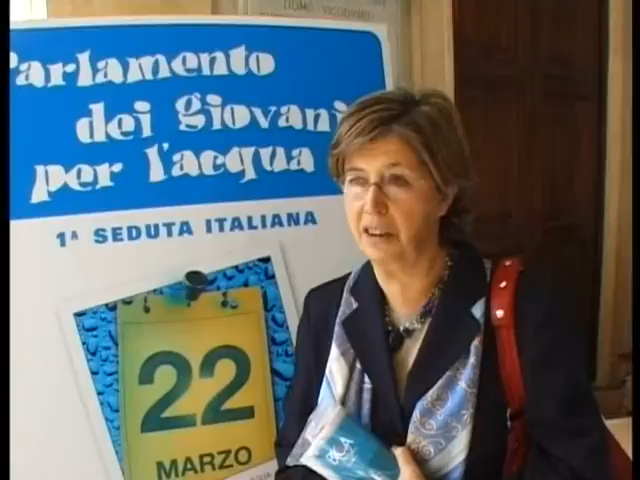 Parlamento
dei giovani
per l'acqua
1ª SEDUTA ITALIANA
22
MARZO